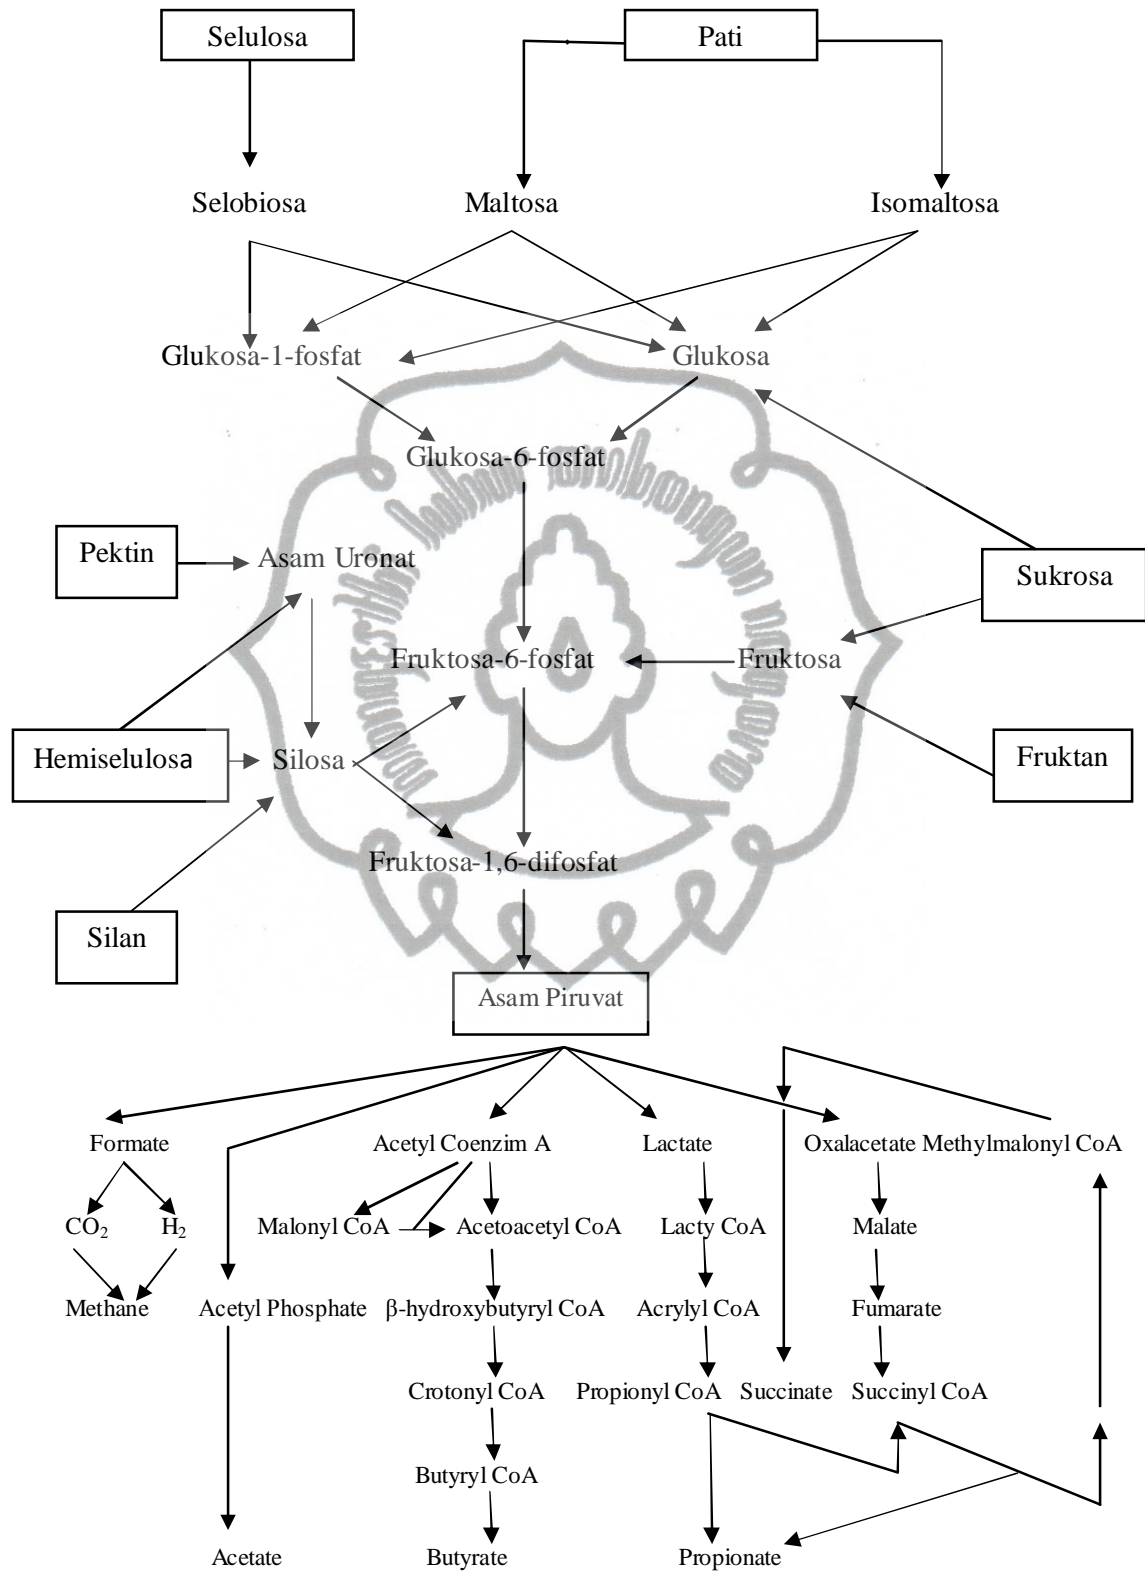 Selulosa
Pati
Selobiosa
Maltosa
Isomaltosa
Glukosa-1-fosfat
Glukosa
Glukosa-6-fosfat
Pektin
Asam Uronat
Sukrosa
Fruktosa-6-fosfat
Fruktosa
Hemiselulosa
Silosa
Fruktan
Fruktosa-1,6-difosfat
Silan
Asam Piruvat
Formate
Acetyl Coenzim A
Lactate
Oxalacetate
Methylmalonyl CoA
CO₂
H₂
Malonyl CoA
Acetoacetyl CoA
Lacty CoA
Malate
Methane
Acetyl Phosphate
β-hydroxybutyryl CoA
Acrylyl CoA
Fumarate
Crotonyl CoA
Propionyl CoA
Succinate
Succinyl CoA
Butyryl CoA
Acetate
Butyrate
Propionate